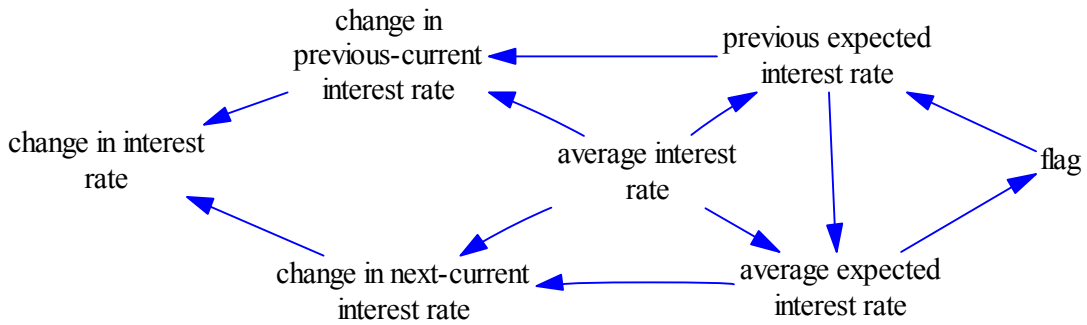 change in
previous-current
interest rate
previous expected
interest rate
change in interest
rate
average interest
rate
flag
change in next-current
interest rate
average expected
interest rate